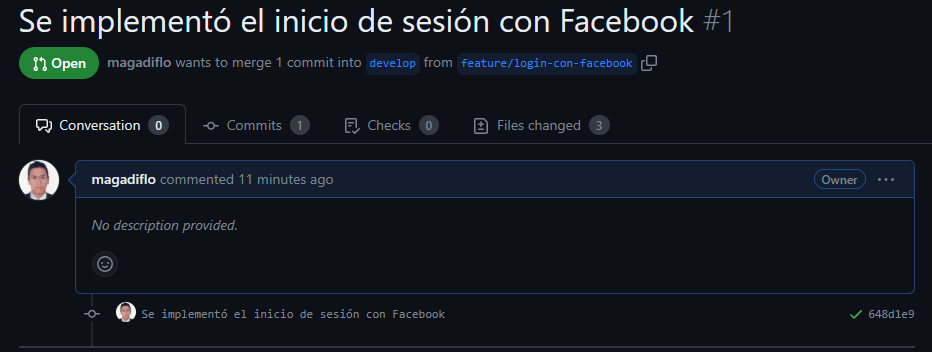 Se implementó el inicio de sesión con Facebook #1
Open magadiflo wants to merge 1 commit into develop from feature/login-con-facebook
Conversation 0 Commits 1 Checks 0 Files changed 3
magadiflo commented 11 minutes ago Owner
No description provided.
Se implementó el inicio de sesión con Facebook 648d1e9